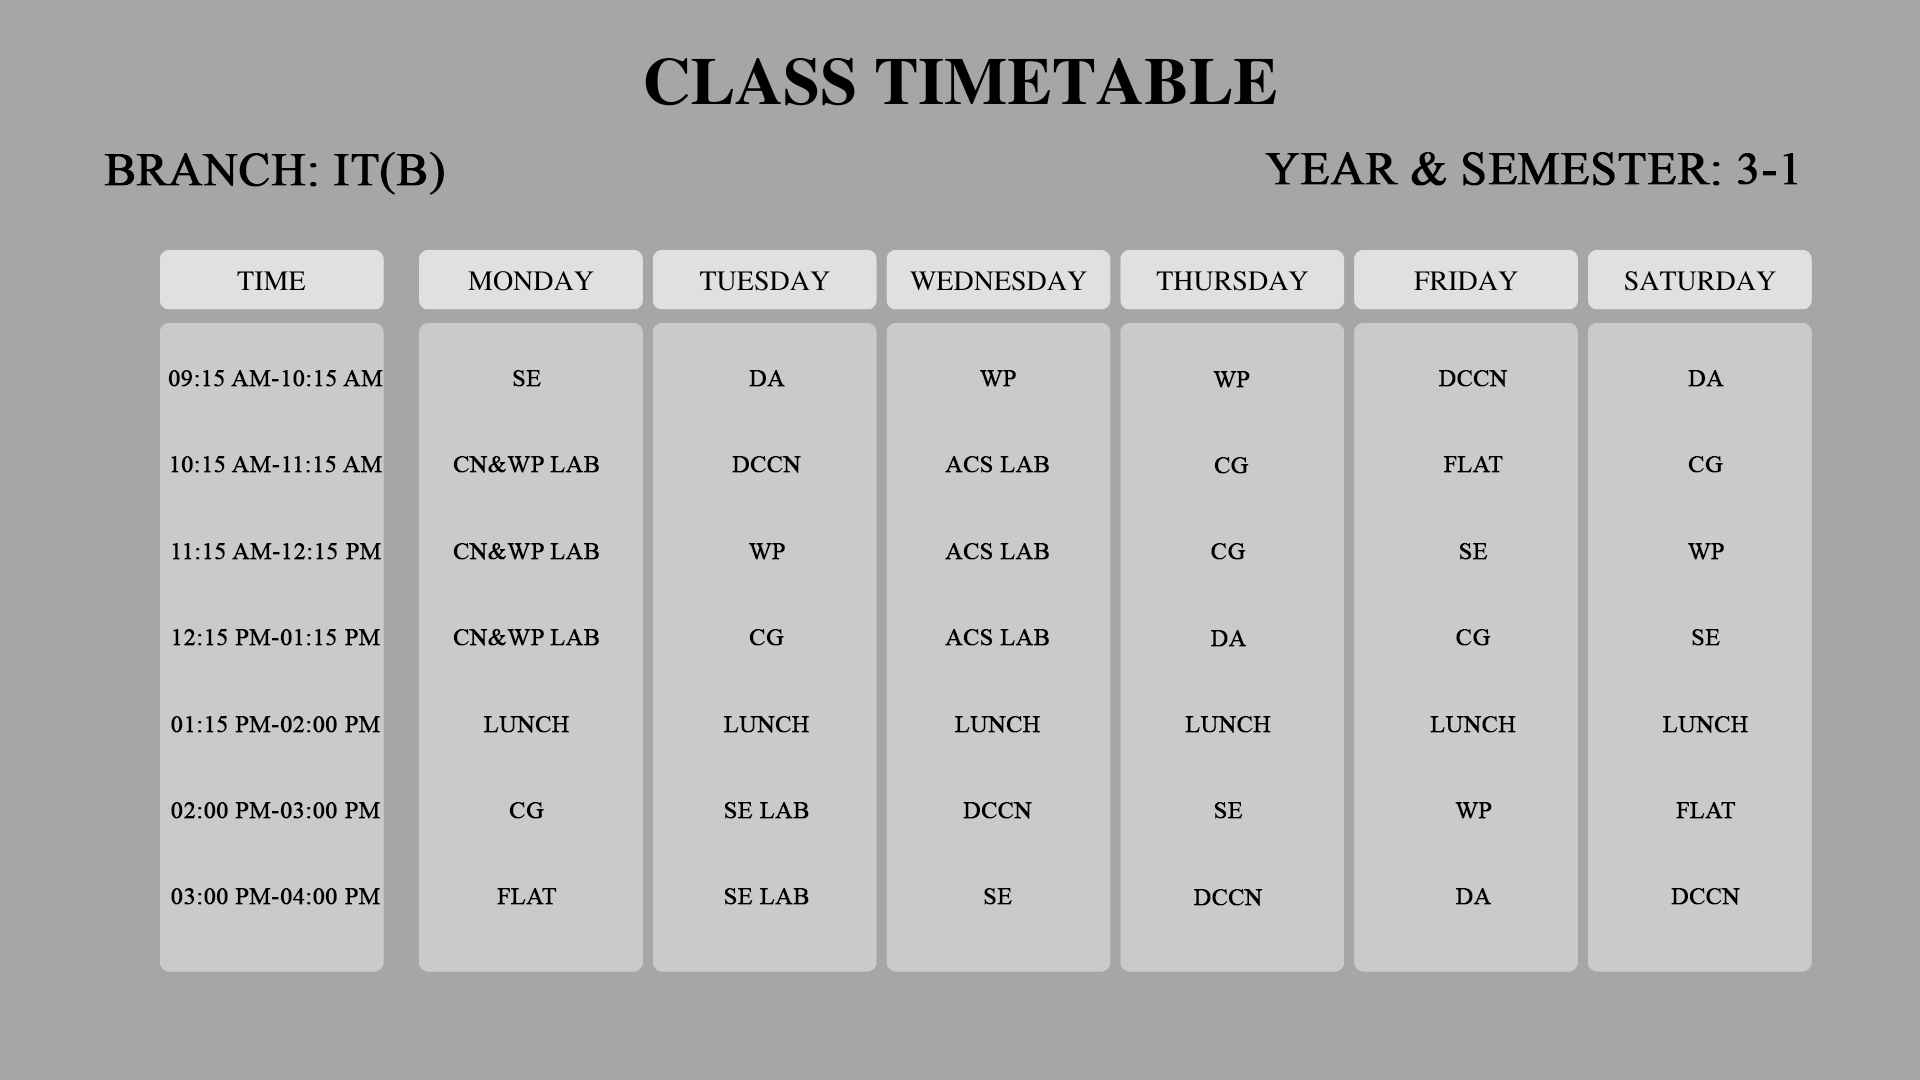 CLASS TIMETABLE
BRANCH: IT(B) YEAR & SEMESTER: 3-1
TIME MONDAY TUESDAY WEDNESDAY THURSDAY FRIDAY SATURDAY
09:15 AM-10:15 AM SE DA WP WP DCCN DA
10:15 AM-11:15 AM CN&WP LAB DCCN ACS LAB CG FLAT CG
11:15 AM-12:15 PM CN&WP LAB WP ACS LAB CG SE WP
12:15 PM-01:15 PM CN&WP LAB CG ACS LAB DA CG SE
01:15 PM-02:00 PM LUNCH LUNCH LUNCH LUNCH LUNCH LUNCH
02:00 PM-03:00 PM CG SE LAB DCCN SE WP FLAT
03:00 PM-04:00 PM FLAT SE LAB SE DCCN DA DCCN